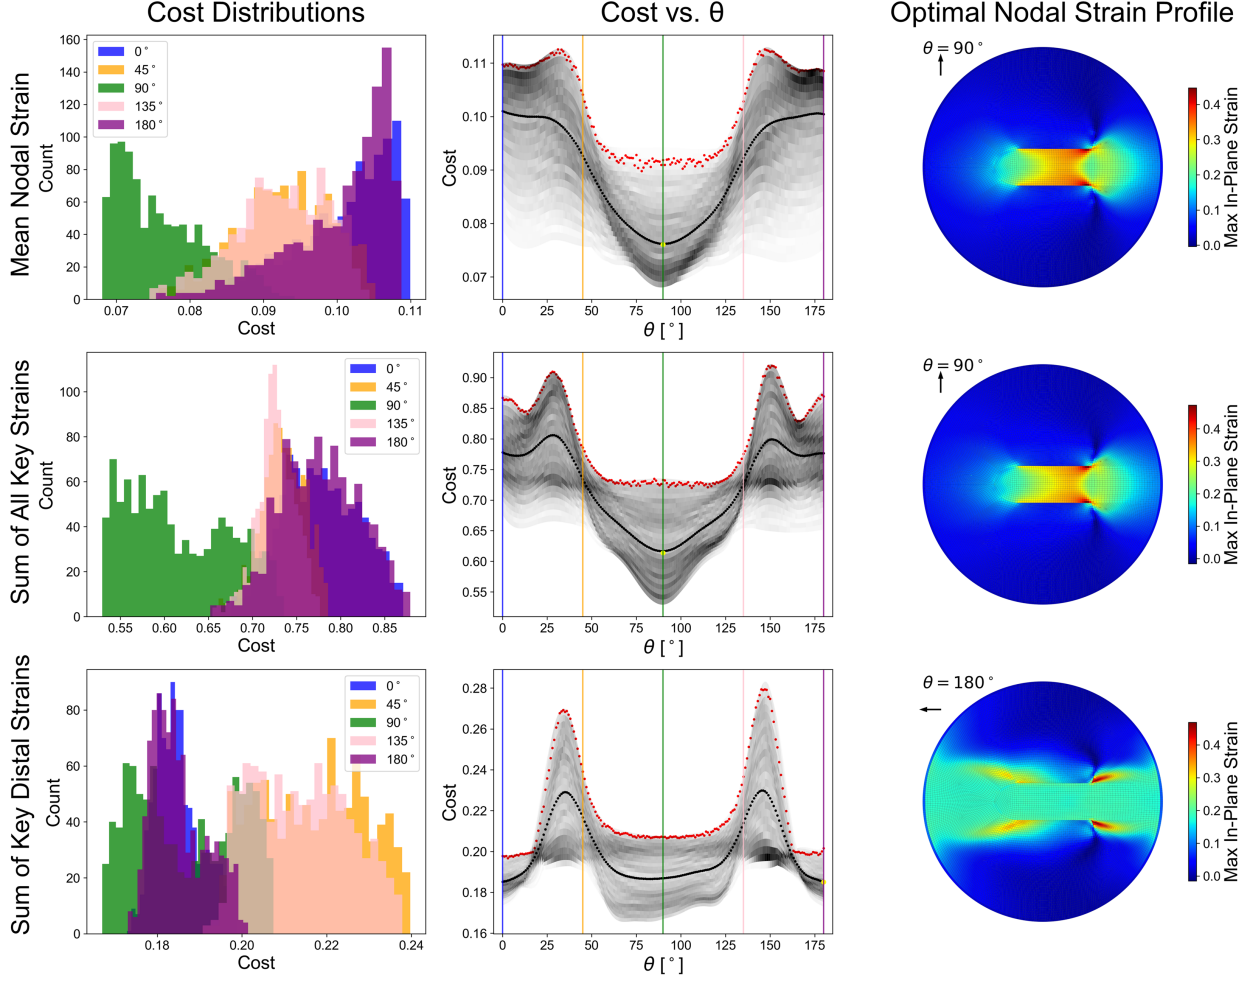 Cost Distributions
Cost vs. θ
Optimal Nodal Strain Profile
Mean Nodal Strain
Count
160
140
120
100
80
60
40
20
0
0°
45°
90°
135°
180°
0.07 0.08 0.09 0.10 0.11
Cost
Cost
0.11
0.10
0.09
0.08
0.07
0 25 50 75 100 125 150 175
θ [°]
θ = 90°
0.4
0.3
0.2
0.1
0.0
Max In-Plane Strain
Sum of All Key Strains
Count
100
80
60
40
20
0
0°
45°
90°
135°
180°
0.55 0.60 0.65 0.70 0.75 0.80 0.85
Cost
Cost
0.90
0.85
0.80
0.75
0.70
0.65
0.60
0.55
0 25 50 75 100 125 150 175
θ [°]
θ = 90°
0.4
0.3
0.2
0.1
0.0
Max In-Plane Strain
Sum of Key Distal Strains
Count
80
60
40
20
0
0°
45°
90°
135°
180°
0.18 0.20 0.22 0.24
Cost
Cost
0.28
0.26
0.24
0.22
0.20
0.18
0.16
0 25 50 75 100 125 150 175
θ [°]
θ = 180°
0.4
0.3
0.2
0.1
0.0
Max In-Plane Strain